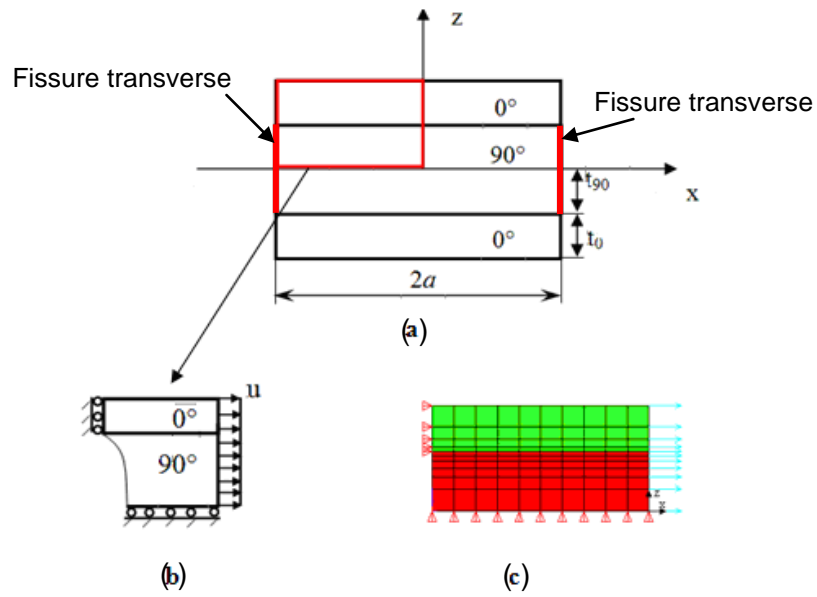 z
Fissure transverse
Fissure transverse
0°
90°
t90
x
0°
t0
2a
(a)
u
0°
90°
z
x
(b)
(c)